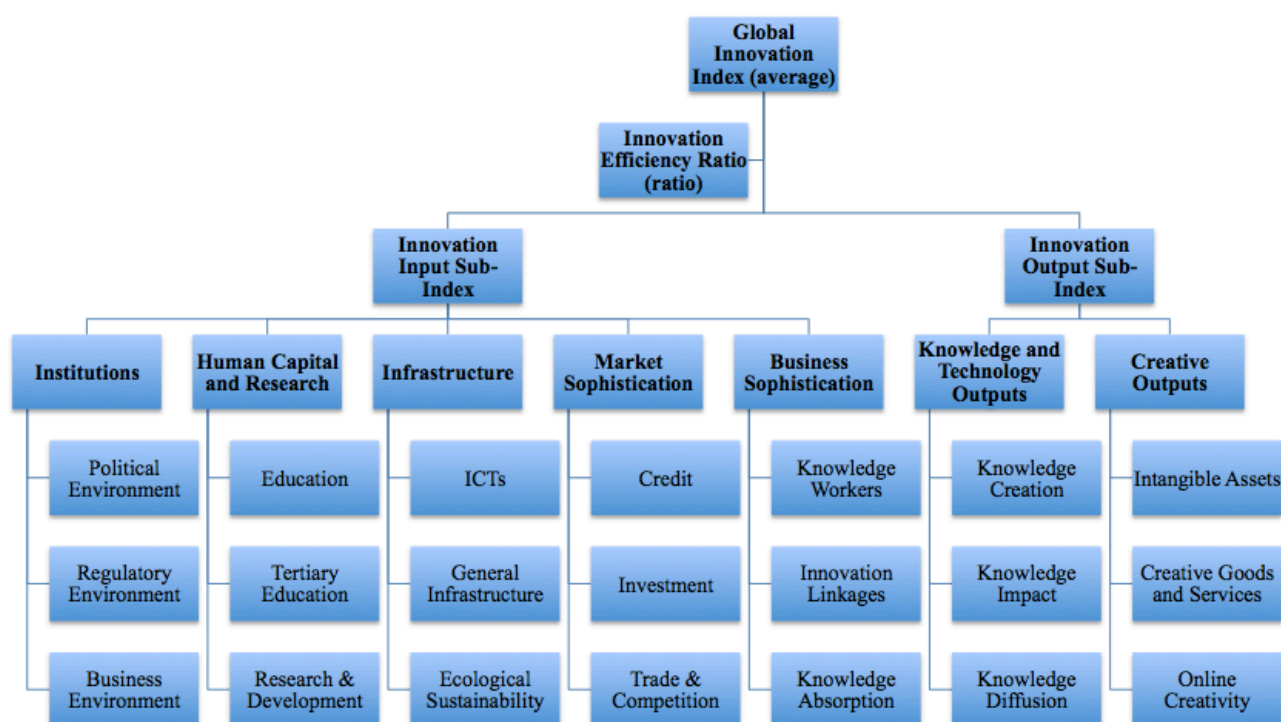 Global
Innovation
Index (average)
Innovation
Efficiency Ratio
(ratio)
Innovation
Input Sub-
Index
Innovation
Output Sub-
Index
Institutions
Human Capital
and Research
Infrastructure
Market
Sophistication
Business
Sophistication
Knowledge and
Technology
Outputs
Creative
Outputs
Political
Environment
Education
ICTs
Credit
Knowledge
Workers
Knowledge
Creation
Intangible Assets
Regulatory
Environment
Tertiary
Education
General
Infrastructure
Investment
Innovation
Linkages
Knowledge
Impact
Creative Goods
and Services
Business
Environment
Research &
Development
Ecological
Sustainability
Trade &
Competition
Knowledge
Absorption
Knowledge
Diffusion
Online
Creativity